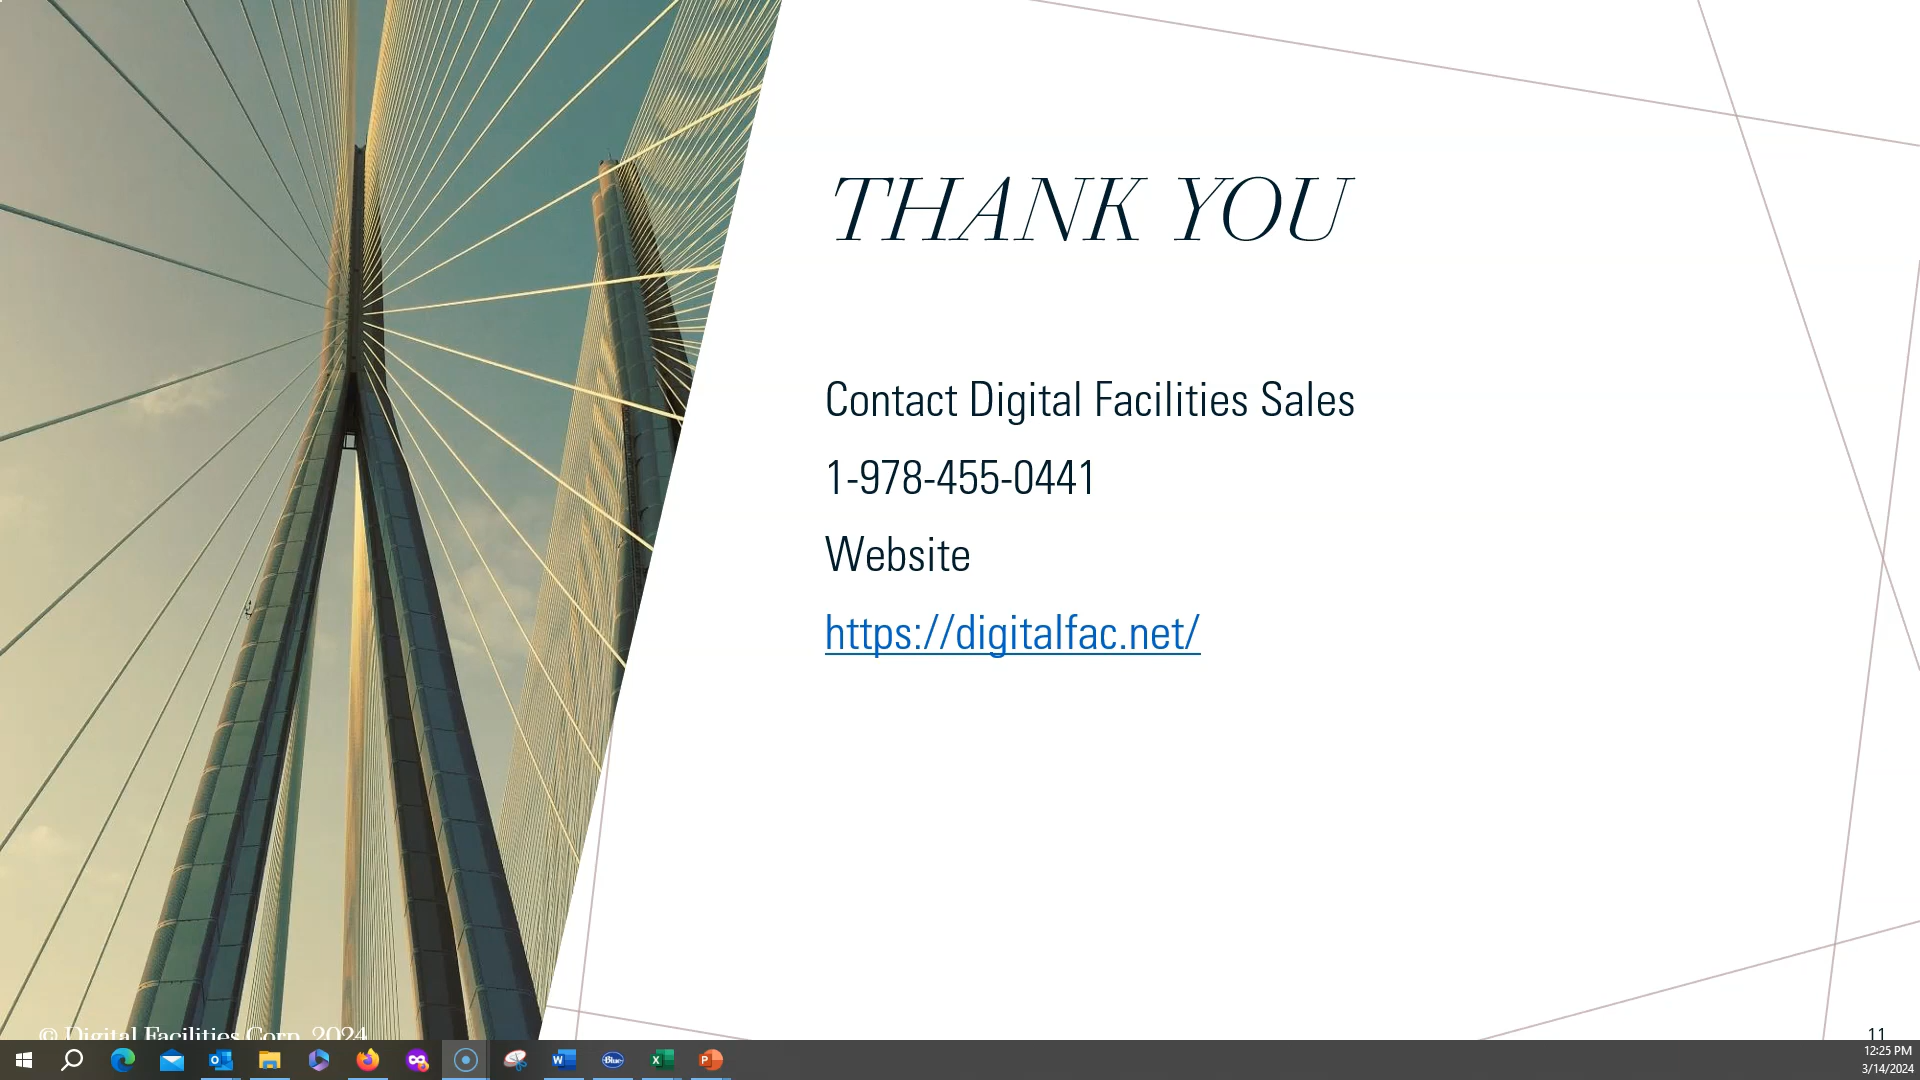 THANK YOU
Contact Digital Facilities Sales
1-978-455-0441
Website
https://digitalfac.net/
© Digital Facilities Corp. 2024
11
12:25 PM
3/14/2024